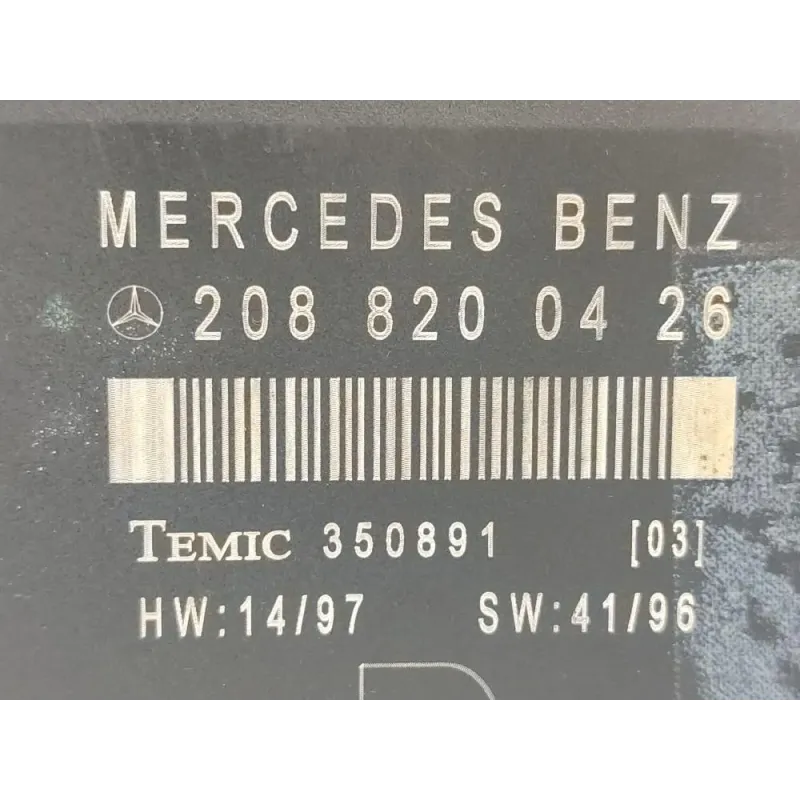 MERCEDES BENZ
208 820 04 26
TEMIC 350891 [03]
HW:14/97 SW:41/96